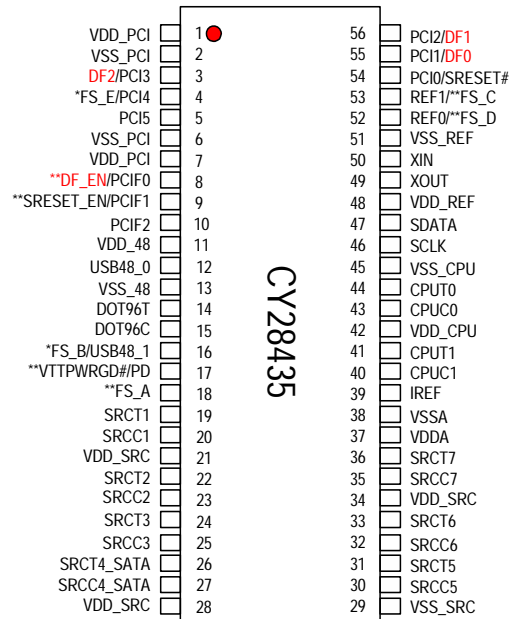 VDD_PCI 1 56 PCI2/DF1
VSS_PCI 2 55 PCI1/DF0
DF2/PCI3 3 54 PCI0/SRESET#
*FS_E/PCI4 4 53 REF1/**FS_C
PCI5 5 52 REF0/**FS_D
VSS_PCI 6 51 VSS_REF
VDD_PCI 7 50 XIN
**DF_EN/PCIF0 8 49 XOUT
**SRESET_EN/PCIF1 9 48 VDD_REF
PCIF2 10 47 SDATA
VDD_48 11 46 SCLK
USB48_0 12 45 VSS_CPU
VSS_48 13 44 CPUT0
DOT96T 14 43 CPUC0
DOT96C 15 42 VDD_CPU
*FS_B/USB48_1 16 41 CPUT1
**VTTPWRGD#/PD 17 40 CPUC1
**FS_A 18 39 IREF
SRCT1 19 38 VSSA
SRCC1 20 37 VDDA
VDD_SRC 21 36 SRCT7
SRCT2 22 35 SRCC7
SRCC2 23 34 VDD_SRC
SRCT3 24 33 SRCT6
SRCC3 25 32 SRCC6
SRCT4_SATA 26 31 SRCT5
SRCC4_SATA 27 30 SRCC5
VDD_SRC 28 29 VSS_SRC
CY28435